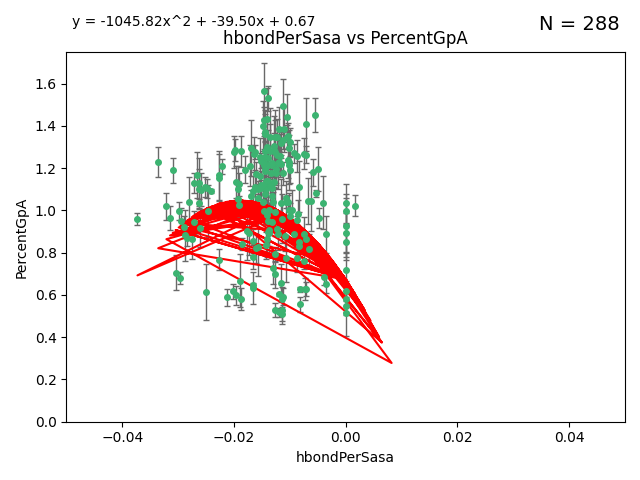 y = -1045.82x^2 + -39.50x + 0.67
N = 288
hbondPerSasa vs PercentGpA
1.6
1.4
1.2
1.0
0.8
0.6
0.4
0.2
0.0
PercentGpA
−0.04 −0.02 0.00 0.02 0.04
hbondPerSasa